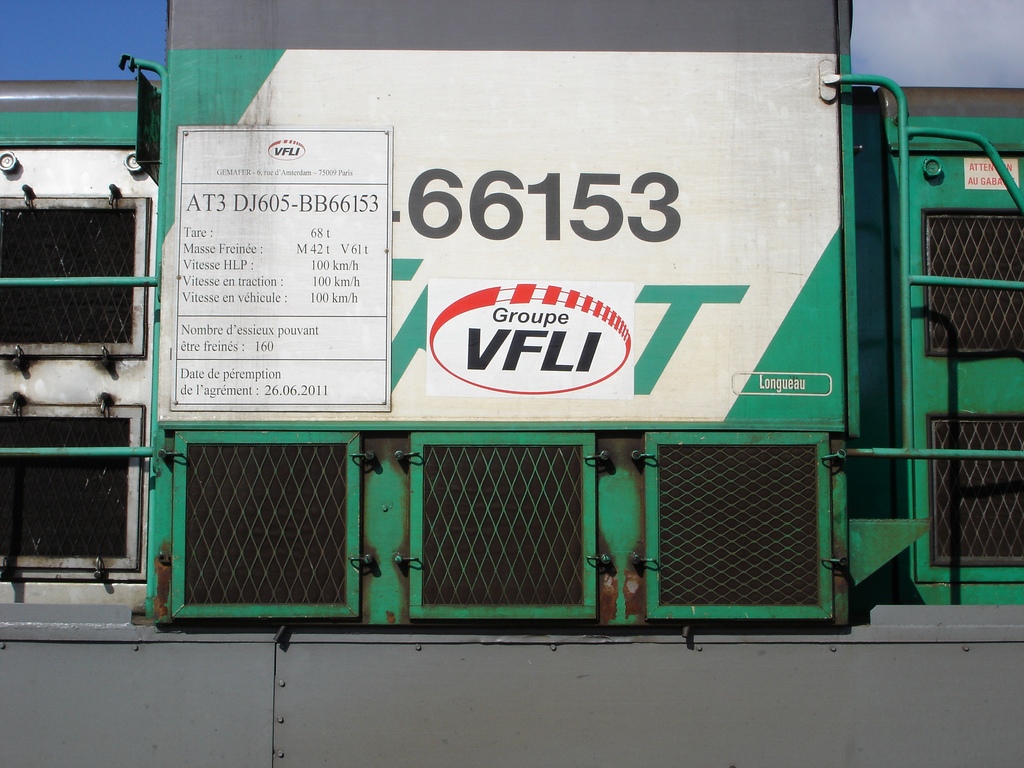 VFLI
GEMAFER - 6, rue d'Amsterdam - 75009 Paris
AT3 DJ605-BB66153
Tare : 68 t
Masse Freinée : M 42 t V 61 t
Vitesse HLP : 100 km/h
Vitesse en traction : 100 km/h
Vitesse en véhicule : 100 km/h
Nombre d'essieux pouvant
être freinés : 160
Date de péremption
de l'agrément : 26.06.2011
-66153
Groupe
VFLI
T
Longueau
ATTENTION
AU GABARIT